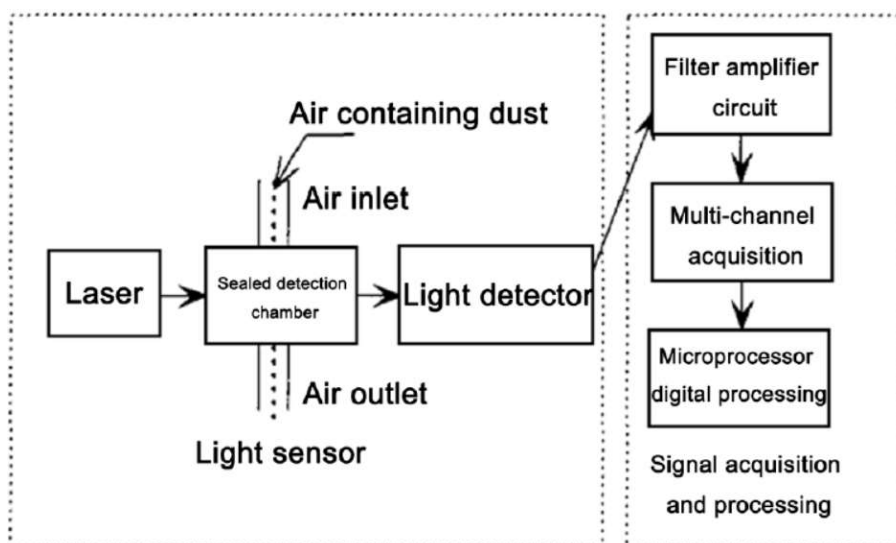 Air containing dust
Air inlet
Laser
Sealed detection
chamber
Light detector
Air outlet
Light sensor
Filter amplifier
circuit
Multi-channel
acquisition
Microprocessor
digital processing
Signal acquisition
and processing